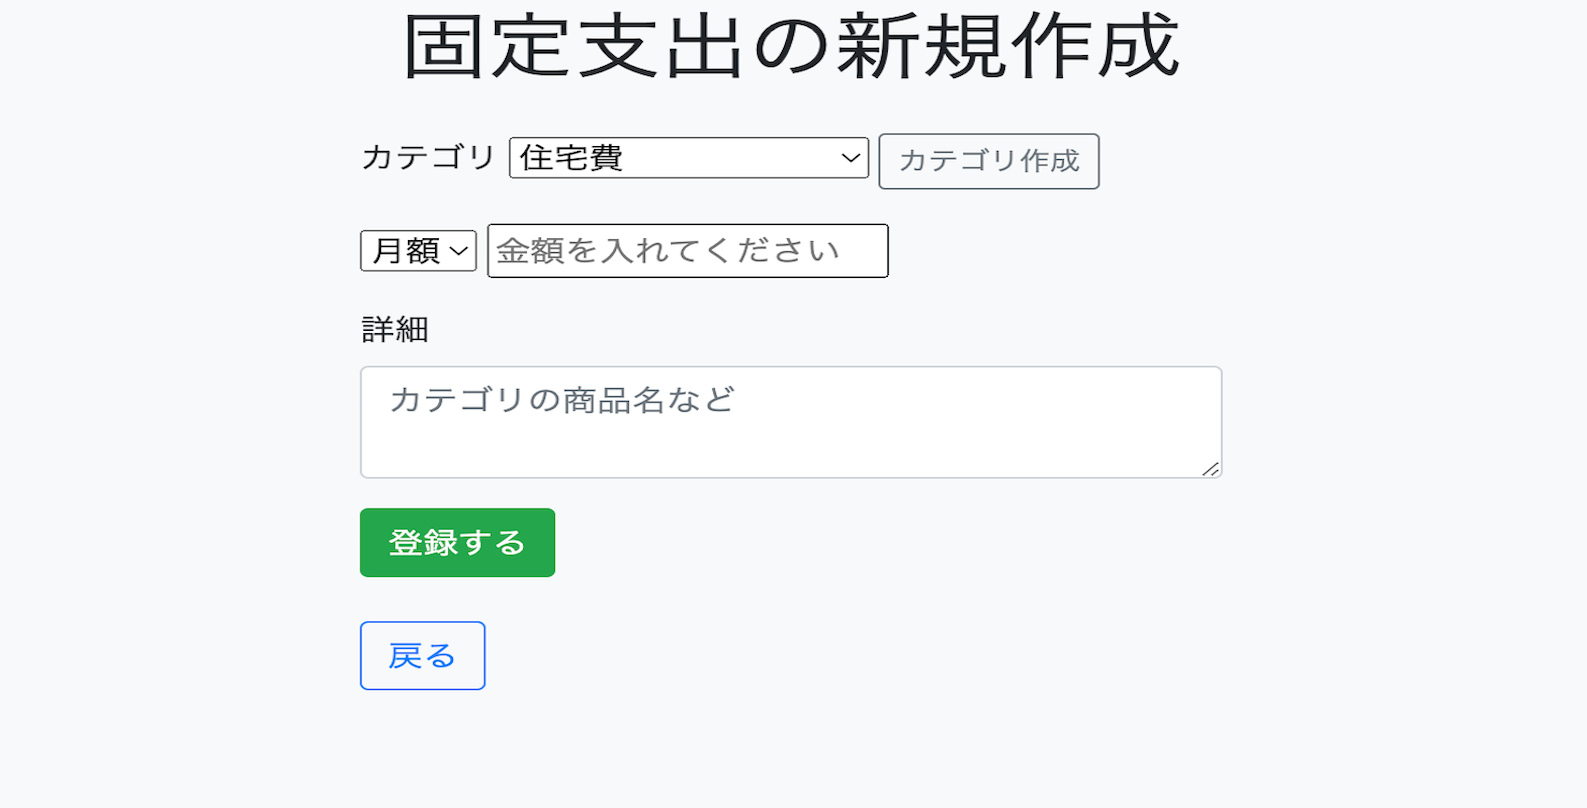 固定支出の新規作成
カテゴリ 住宅費 カテゴリ作成
月額 金額を入れてください
詳細
カテゴリの商品名など
登録する
戻る